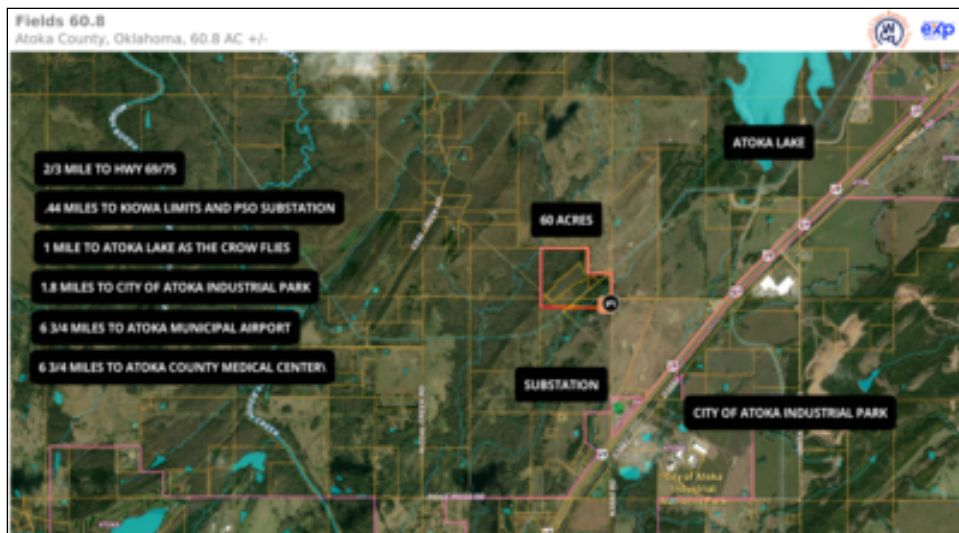 Fields 60.8
Atoka County, Oklahoma, 60.8 AC +/-
exp
ATOKA LAKE
2/3 MILE TO HWY 69/75
.44 MILES TO KIOWA LIMITS AND PSO SUBSTATION
60 ACRES
1 MILE TO ATOKA LAKE AS THE CROW FLIES
1.8 MILES TO CITY OF ATOKA INDUSTRIAL PARK
6 3/4 MILES TO ATOKA MUNICIPAL AIRPORT
6 3/4 MILES TO ATOKA COUNTY MEDICAL CENTER\
SUBSTATION
CITY OF ATOKA INDUSTRIAL PARK
City of Atoka
Industrial